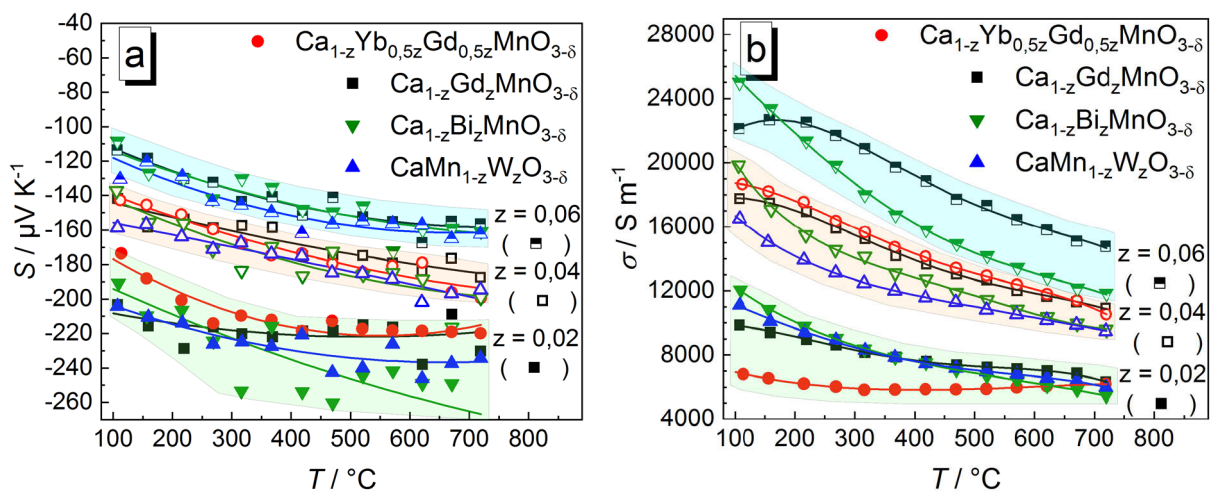 a
Ca1-zYb0,5zGd0,5zMnO3-δ
Ca1-zGdzMnO3-δ
Ca1-zBizMnO3-δ
CaMn1-zWzO3-δ
z = 0,06
( )
z = 0,04
( )
z = 0,02
( )
-40
-60
-80
-100
-120
-140
-160
-180
-200
-220
-240
-260
S / µV K-1
100 200 300 400 500 600 700 800
T / °C
b
Ca1-zYb0,5zGd0,5zMnO3-δ
Ca1-zGdzMnO3-δ
Ca1-zBizMnO3-δ
CaMn1-zWzO3-δ
z = 0,06
( )
z = 0,04
( )
z = 0,02
( )
28000
24000
20000
16000
12000
8000
4000
σ / S m-1
100 200 300 400 500 600 700 800
T / °C